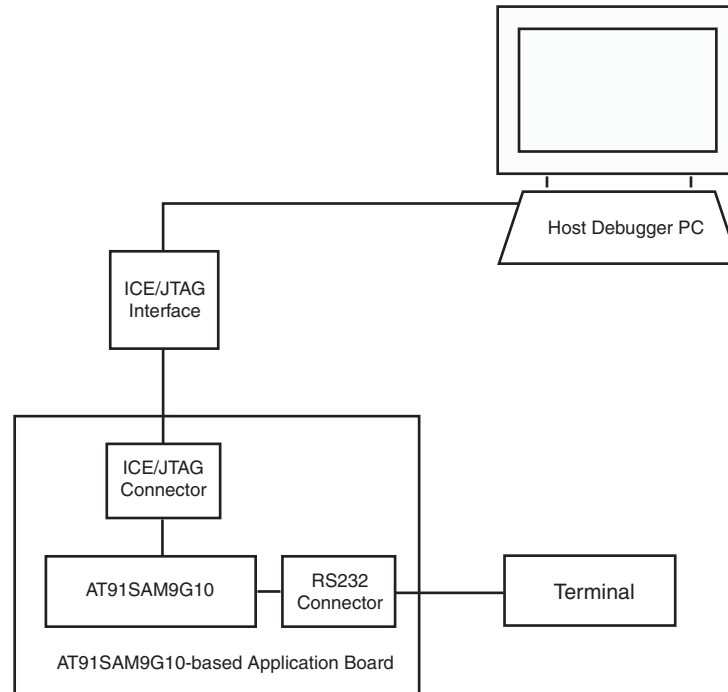 Host Debugger PC
ICE/JTAG
Interface
ICE/JTAG
Connector
AT91SAM9G10
RS232
Connector
Terminal
AT91SAM9G10-based Application Board